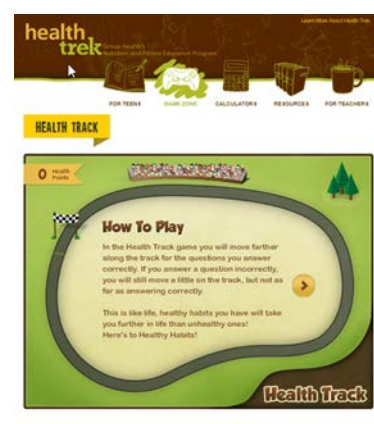 Learn More About Health Trek
health
trek
Group Health's
Nutrition and Fitness Education Program
FOR TEENS
GAME ZONE
CALCULATORS
RESOURCES
FOR TEACHERS
HEALTH TRACK
0 Health
Points
How To Play
In the Health Track game you will move farther
along the track for the questions you answer
correctly. If you answer a question incorrectly,
you will still move a little on the track, but not as
far as answering correctly.
This is like life, healthy habits you have will take
you further in life than unhealthy ones!
Here's to Healthy Habits!
Health Track